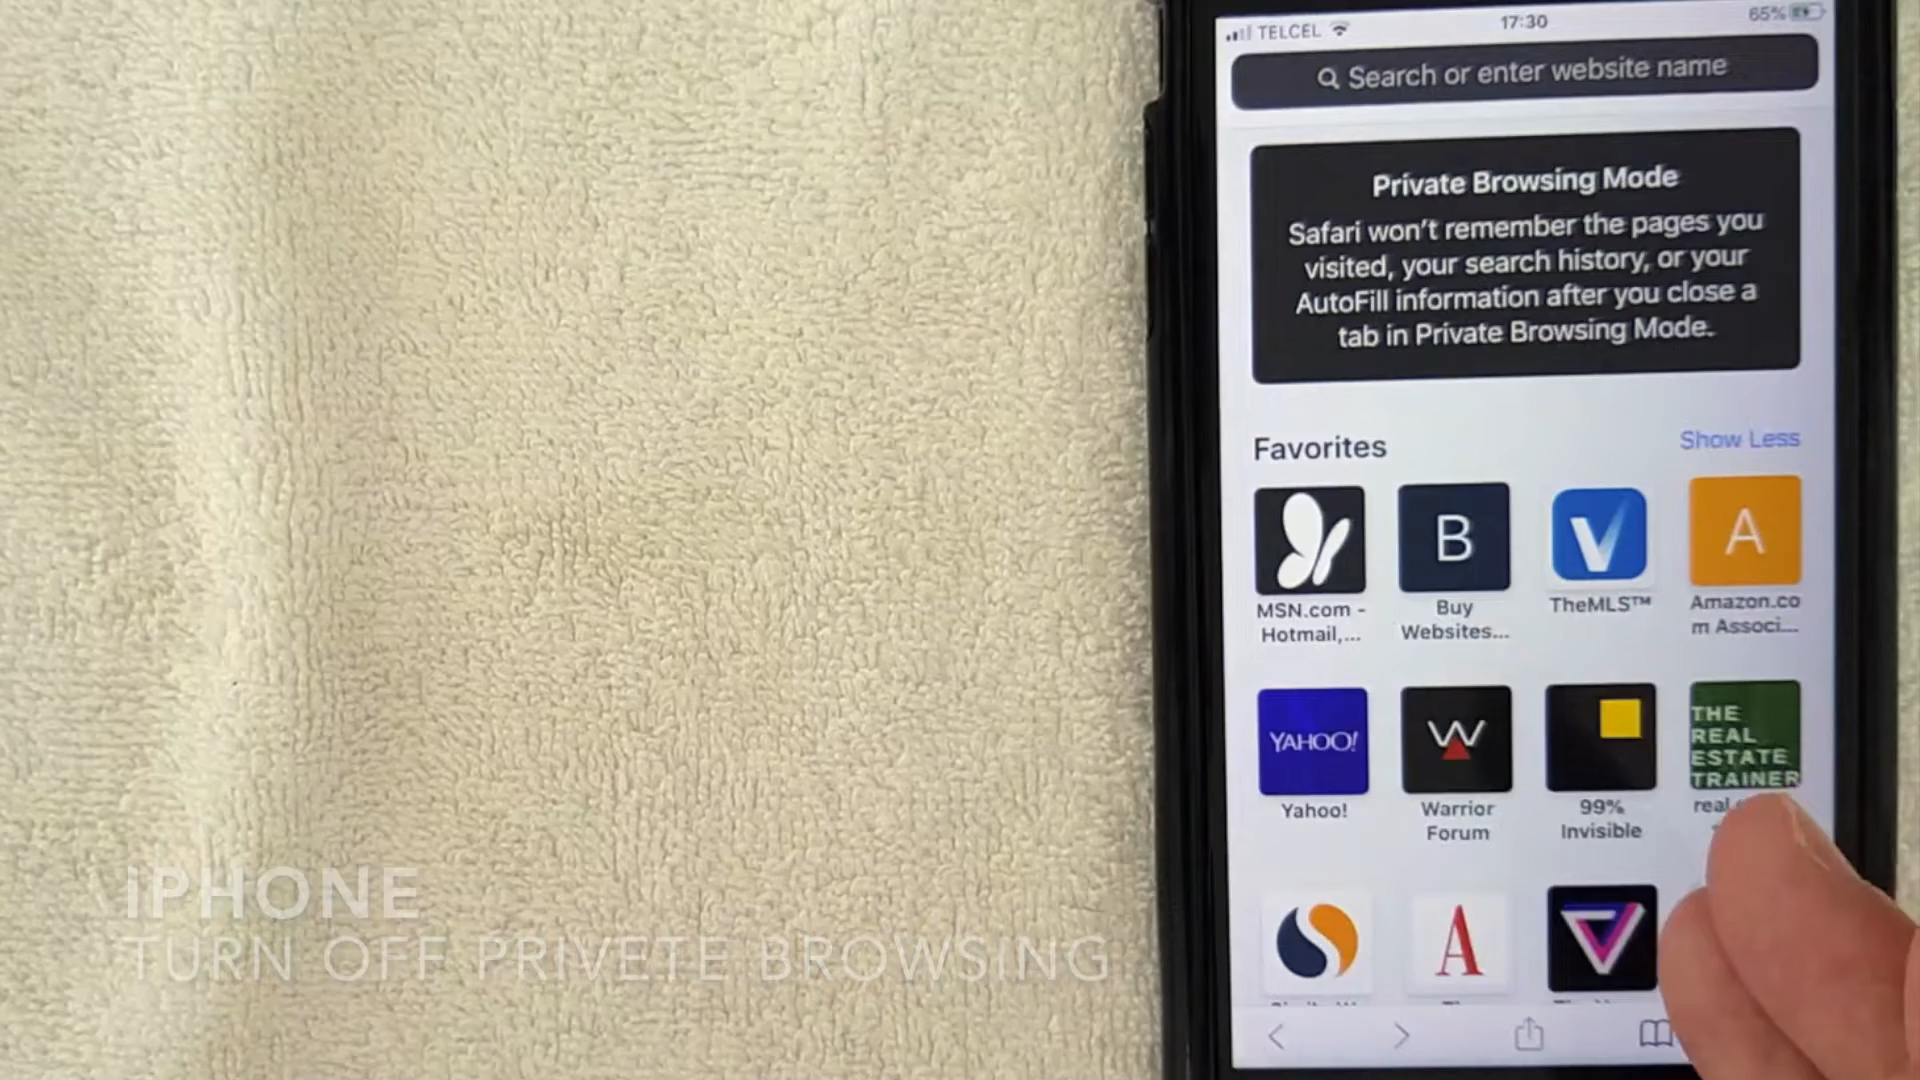 TELCEL
17:30
65%
Search or enter website name
Private Browsing Mode
Safari won't remember the pages you
visited, your search history, or your
AutoFill information after you close a
tab in Private Browsing Mode.
Favorites
Show Less
B
A
MSN.com -
Hotmail,...
Buy
Websites...
TheMLS™
Amazon.co
m Associ...
YAHOO!
W
THE
REAL
ESTATE
TRAINER
Yahoo!
Warrior
Forum
99%
Invisible
real
A
IPHONE
TURN OFF PRIVETE BROWSING